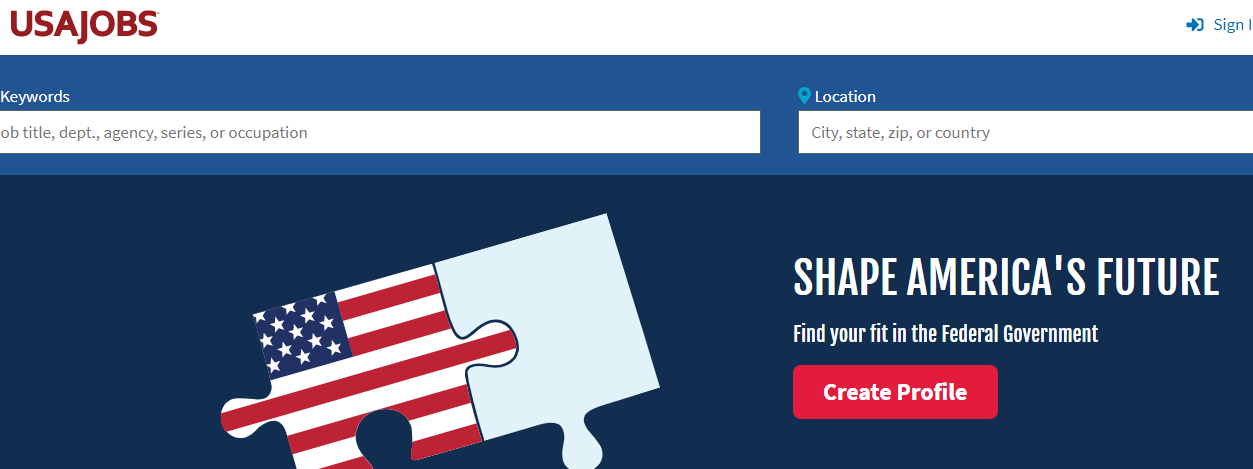 USAJOBS
Sign I
Keywords
Location
ob title, dept., agency, series, or occupation
City, state, zip, or country
SHAPE AMERICA'S FUTURE
Find your fit in the Federal Government
Create Profile